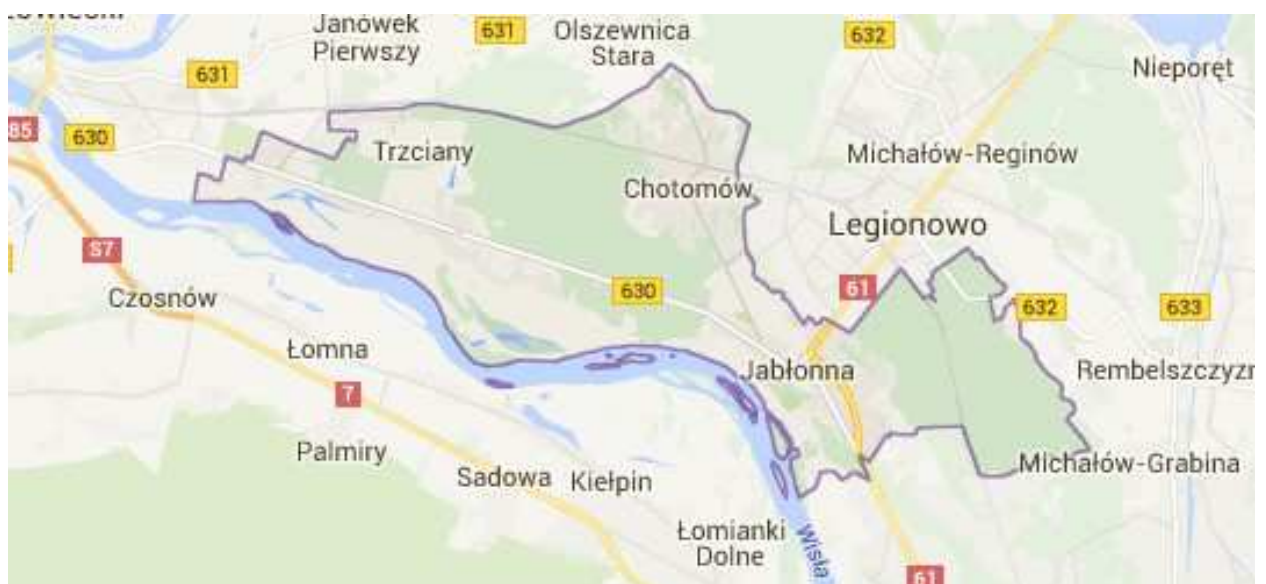 Janówek
Pierwszy
631
Olszewnica
Stara
632
Nieporęt
631
630
85
Trzciany
Michałów-Reginów
Chotomów
Legionowo
S7
Czosnów
630
61
632
633
Łomna
Jabłonna
7
Palmiry
Sadowa
Kiełpin
Michałów-Grabina
Łomianki
Dolne
Wisła
61